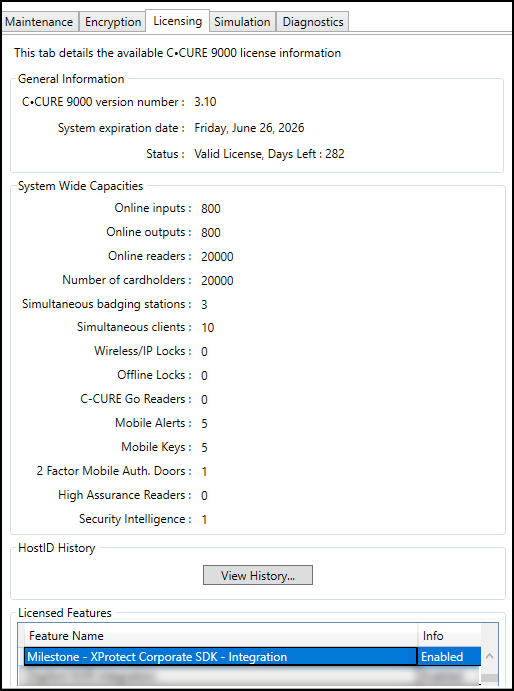 Maintenance Encryption Licensing Simulation Diagnostics
This tab details the available C•CURE 9000 license information
General Information
C•CURE 9000 version number : 3.10
System expiration date : Friday, June 26, 2026
Status : Valid License, Days Left : 282
System Wide Capacities
Online inputs : 800
Online outputs : 800
Online readers : 20000
Number of cardholders : 20000
Simultaneous badging stations : 3
Simultaneous clients : 10
Wireless/IP Locks : 0
Offline Locks : 0
C-CURE Go Readers : 0
Mobile Alerts : 5
Mobile Keys : 5
2 Factor Mobile Auth. Doors : 1
High Assurance Readers : 0
Security Intelligence : 1
HostID History
View History...
Licensed Features
Feature Name Info
Milestone - XProtect Corporate SDK - Integration Enabled